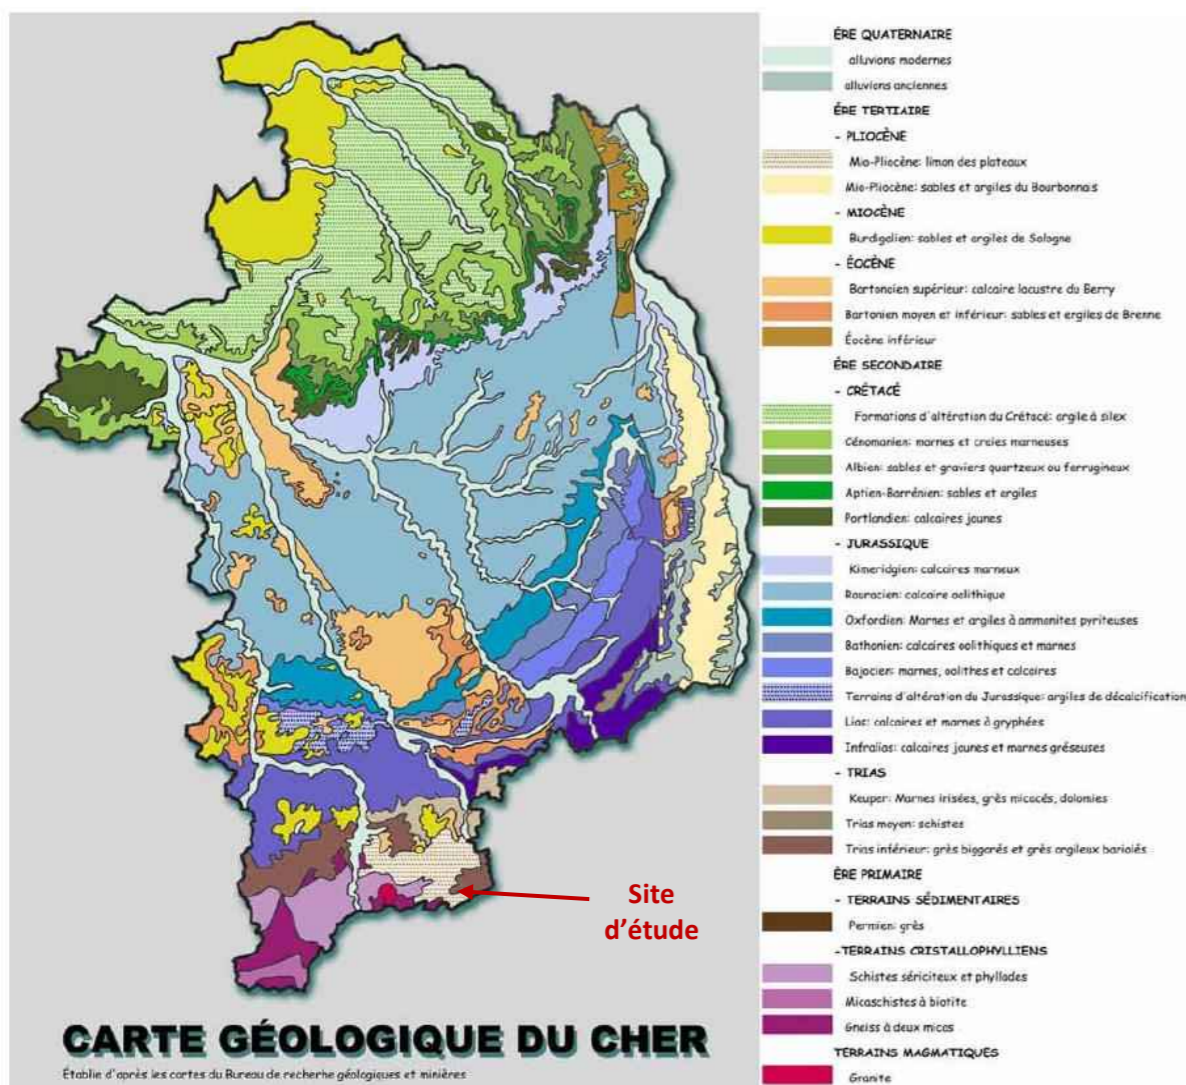 Site
d'étude
CARTE GÉOLOGIQUE DU CHER
Établie d'après les cartes du Bureau de recherhe géologiques et minières
ÈRE QUATERNAIRE
alluvions modernes
alluvions anciennes
ÉRE TERTIAIRE
- PLIOCÈNE
Mio-Pliocène: limon des plateaux
Mio-Pliocène: sables et argiles du Bourbonnais
- MIOCÈNE
Burdigalien: sables et argiles de Sologne
- ÉOCÈNE
Bartoncien supérieur: calcaire lacustre du Berry
Bartonien moyen et inférieur: sables et ergiles de Brenne
Éocène inférieur
ÈRE SECONDAIRE
- CRÉTACÉ
Formations d'altération du Crétacé: argile à silex
Cénomanien: marnes et craies marneuses
Albien: sables et graviers quartzeux ou ferrugineux
Aptien-Barrénien: sables et argiles
Portlandien: calcaires jaunes
- JURASSIQUE
Kimeridgien: calcaires marneux
Rauracien: calcaire oolithique
Oxfordien: Marnes et argiles à ammonites pyriteuses
Bathonien: calcaires oolithiques et marnes
Bajocien: marnes, oolithes et calcaires
Terrains d'altération du Jurassique: argiles de décalcification
Lias: calcaires et marnes à gryphées
Infralias: calcaires jaunes et marnes gréseuses
- TRIAS
Keuper: Marnes irisées, grès micacés, dolomies
Trias moyen: schistes
Trias inférieur: grès biggarés et grès argileux bariolés
ÈRE PRIMAIRE
- TERRAINS SÉDIMENTAIRES
Permien: grès
-TERRAINS CRISTALLOPHYLLIENS
Schistes sériciteux et phyllades
Micaschistes à biotite
Gneiss à deux micas
TERRAINS MAGMATIQUES
Granite